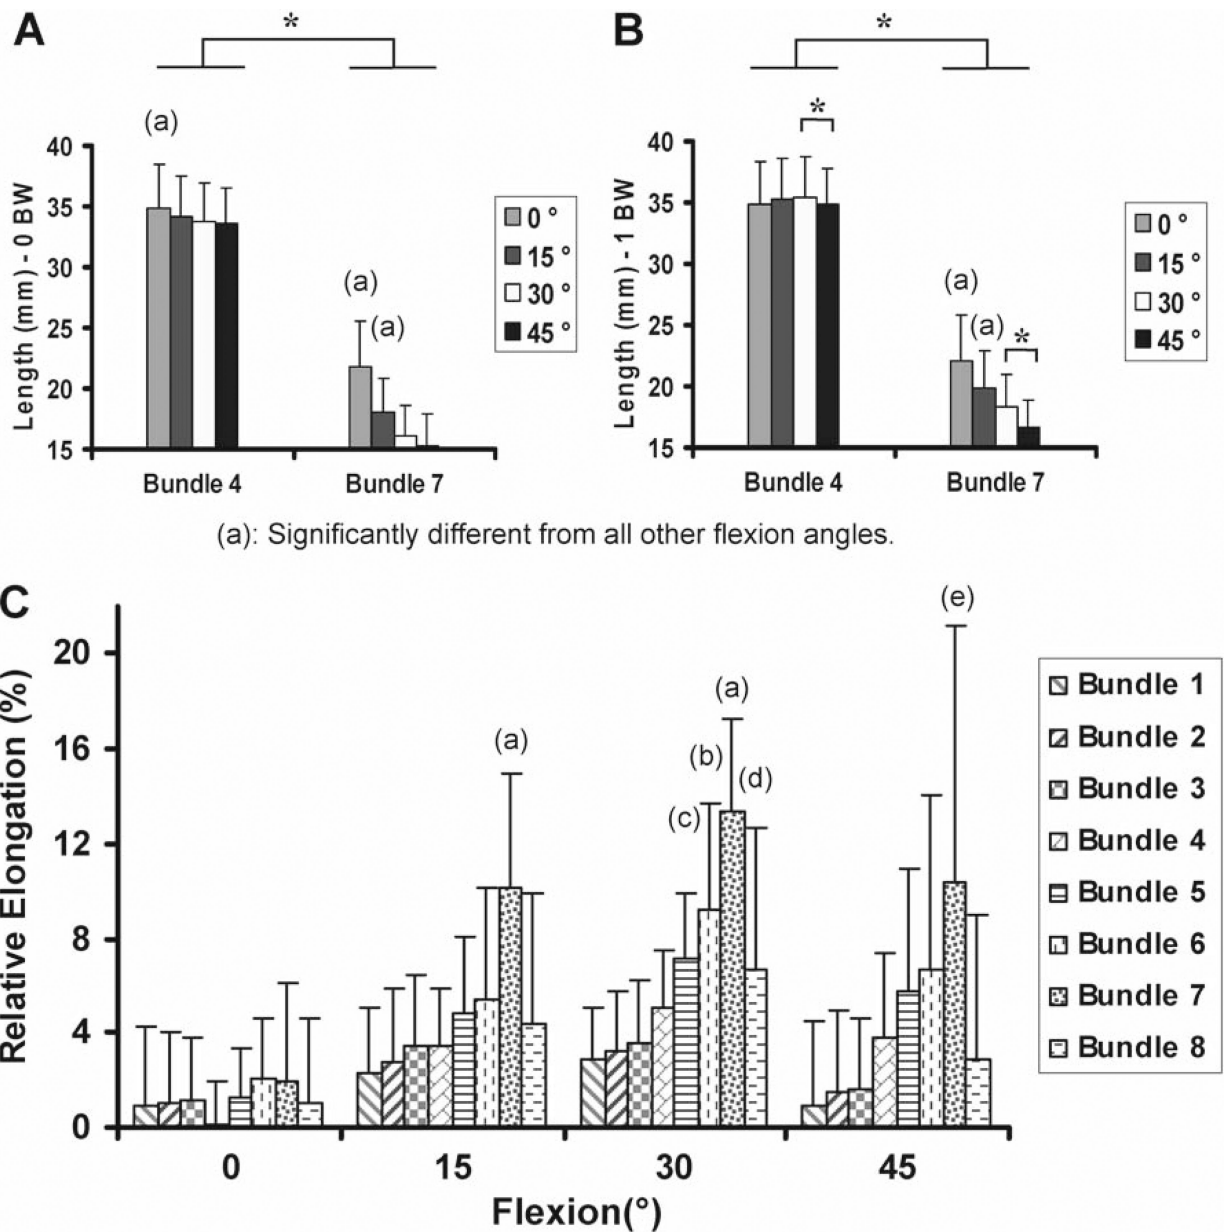 A
*
(a)
40
35
30
25
20
15
Length (mm) - 0 BW
(a)
(a)
0 °
15 °
30 °
45 °
Bundle 4
Bundle 7
B
*
*
40
35
30
25
20
15
Length (mm) - 1 BW
(a)
(a)
*
0 °
15 °
30 °
45 °
Bundle 4
Bundle 7
(a): Significantly different from all other flexion angles.
C
20
16
12
8
4
0
Relative Elongation (%)
(a)
(a)
(b)
(c)
(d)
(e)
Bundle 1
Bundle 2
Bundle 3
Bundle 4
Bundle 5
Bundle 6
Bundle 7
Bundle 8
0
15
30
45
Flexion(°)